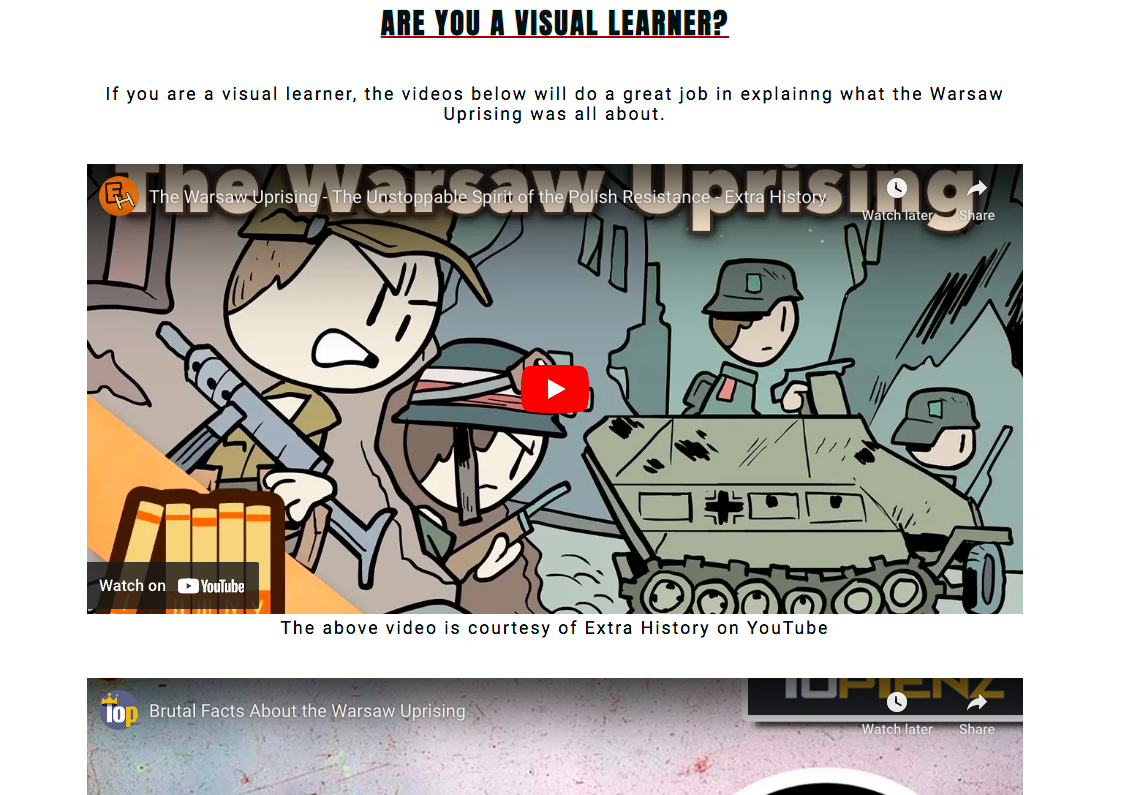 ARE YOU A VISUAL LEARNER?
If you are a visual learner, the videos below will do a great job in explainng what the Warsaw
Uprising was all about.
The Warsaw Uprising
EH
The Warsaw Uprising - The Unstoppable Spirit of the Polish Resistance - Extra History
Watch later
Share
Watch on YouTube
The above video is courtesy of Extra History on YouTube
10PTENZ
10p
Brutal Facts About the Warsaw Uprising
Watch later
Share